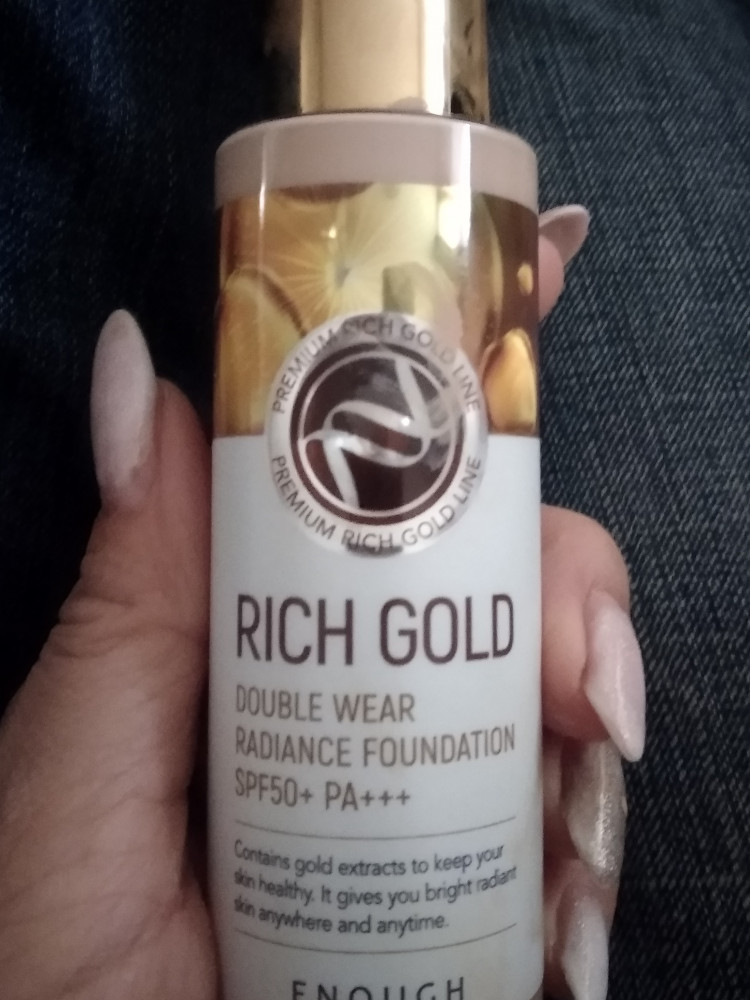 PREMIUM RICH GOLD LINE
PREMIUM RICH GOLD LINE
RICH GOLD
DOUBLE WEAR
RADIANCE FOUNDATION
SPF50+ PA+++
Contains gold extracts to keep your
skin healthy. It gives you bright radiant
skin anywhere and anytime.
ENOUGH